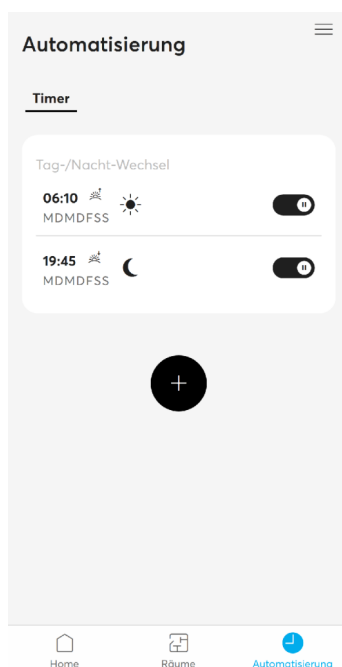 Automatisierung
Timer
Tag-/Nacht-Wechsel
06:10
MDMDFSS
19:45
MDMDFSS
Home
Räume
Automatisierung